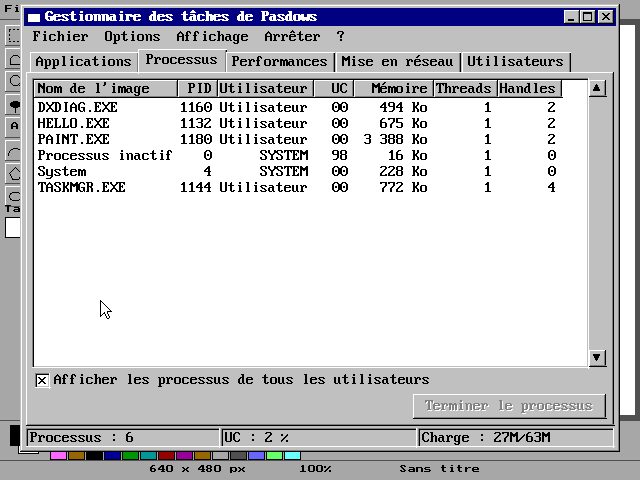 Fi
Gestionnaire des tâches de Pasdows
Fichier Options Affichage Arrêter ?
Applications Processus Performances Mise en réseau Utilisateurs
Nom de l'image PID Utilisateur UC Mémoire Threads Handles
DXDIAG.EXE 1160 Utilisateur 00 494 Ko 1 2
HELLO.EXE 1132 Utilisateur 00 675 Ko 1 2
PAINT.EXE 1180 Utilisateur 00 3 388 Ko 1 2
Processus inactif 0 SYSTEM 98 16 Ko 1 0
System 4 SYSTEM 00 228 Ko 1 0
TASKMGR.EXE 1144 Utilisateur 00 772 Ko 1 4
A
Ta
Afficher les processus de tous les utilisateurs
Terminer le processus
Processus : 6 UC : 2 % Charge : 27M/63M
640 x 480 px 100% Sans titre